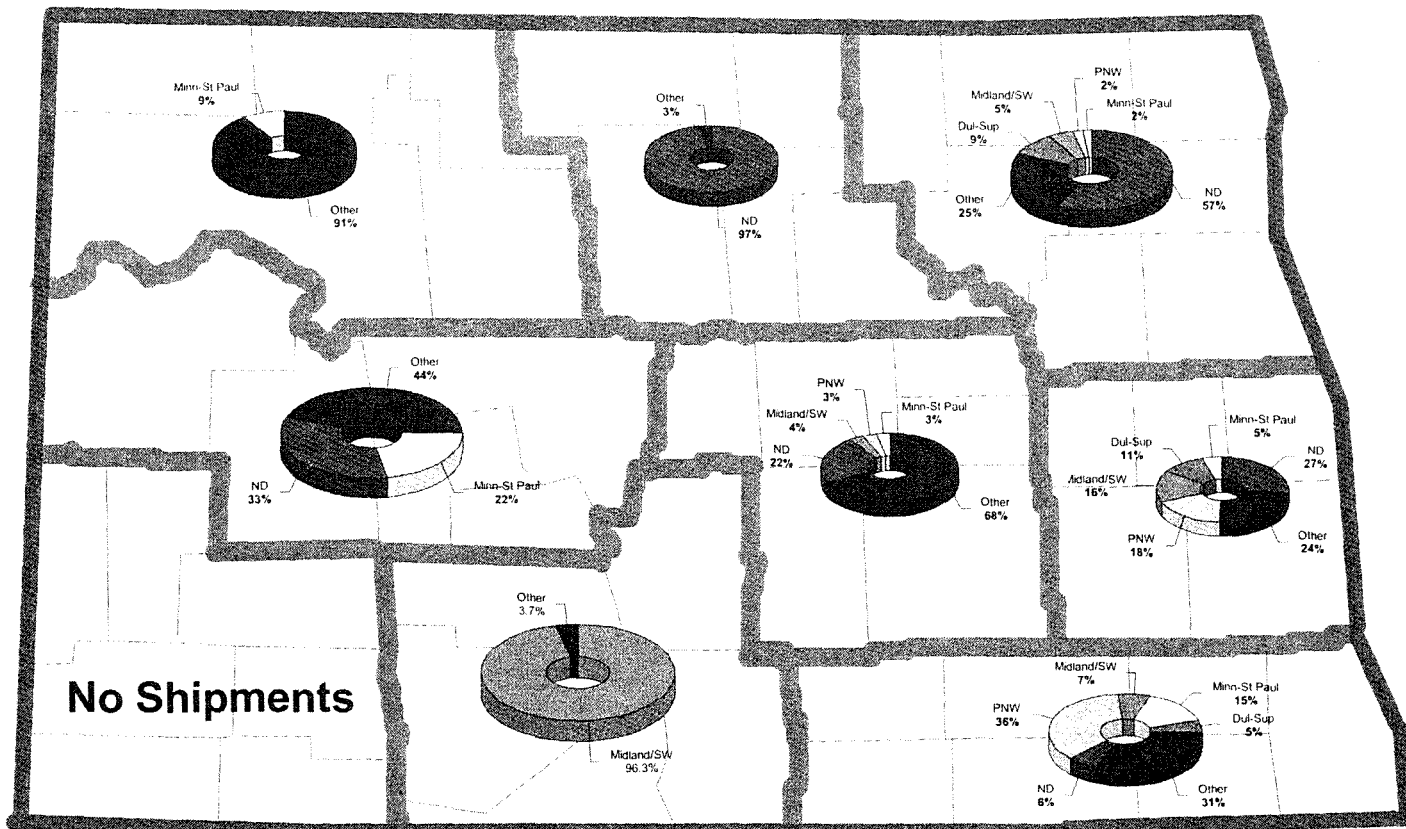 Minn-St Paul
9%
Other
91%
Other
3%
ND
97%
PNW
2%
Midland/SW
5%
Minn-St Paul
2%
Dul-Sup
9%
Other
25%
ND
57%
Other
44%
ND
33%
Minn-St Paul
22%
PNW
3%
Midland/SW
4%
Minn-St Paul
3%
ND
22%
Other
68%
Minn-St Paul
5%
Dul-Sup
11%
ND
27%
Midland/SW
16%
PNW
18%
Other
24%
No Shipments
Other
3.7%
Midland/SW
96.3%
Midland/SW
7%
Minn-St Paul
15%
PNW
36%
Dul-Sup
5%
ND
6%
Other
31%